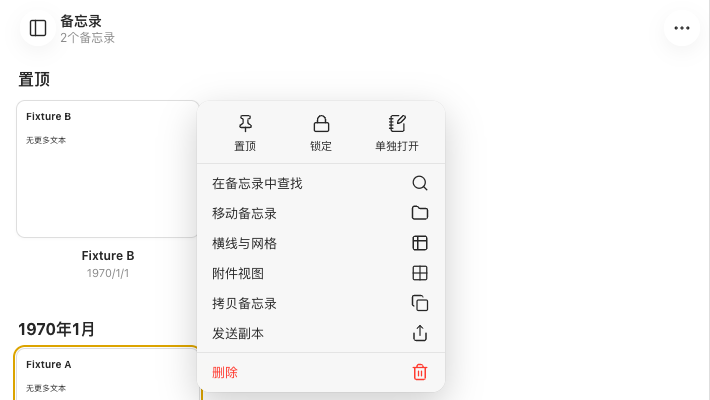 备忘录
2个备忘录
置顶
Fixture B
无更多文本
Fixture B
1970/1/1
1970年1月
Fixture A
无更多文本
置顶
锁定
单独打开
在备忘录中查找
移动备忘录
横线与网格
附件视图
拷贝备忘录
发送副本
删除